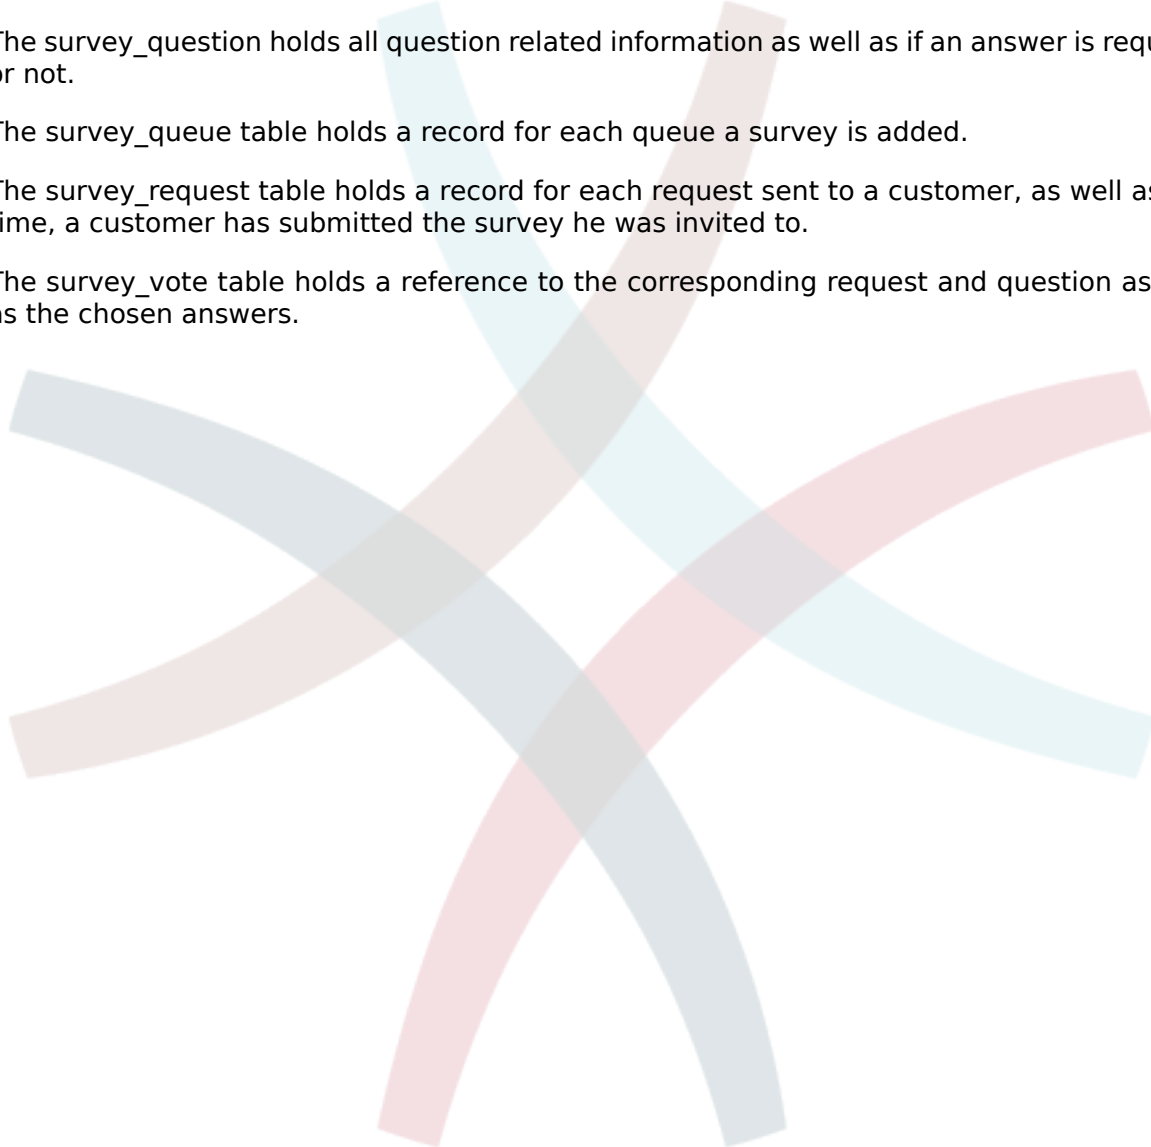 The survey_question holds all question related information as well as if an answer is
or not.
The survey_queue table holds a record for each queue a survey is added.
The survey_request table holds a record for each request sent to a customer, as well as
time, a customer has submitted the survey he was invited to.
The survey_vote table holds a reference to the corresponding request and question as
as the chosen answers.